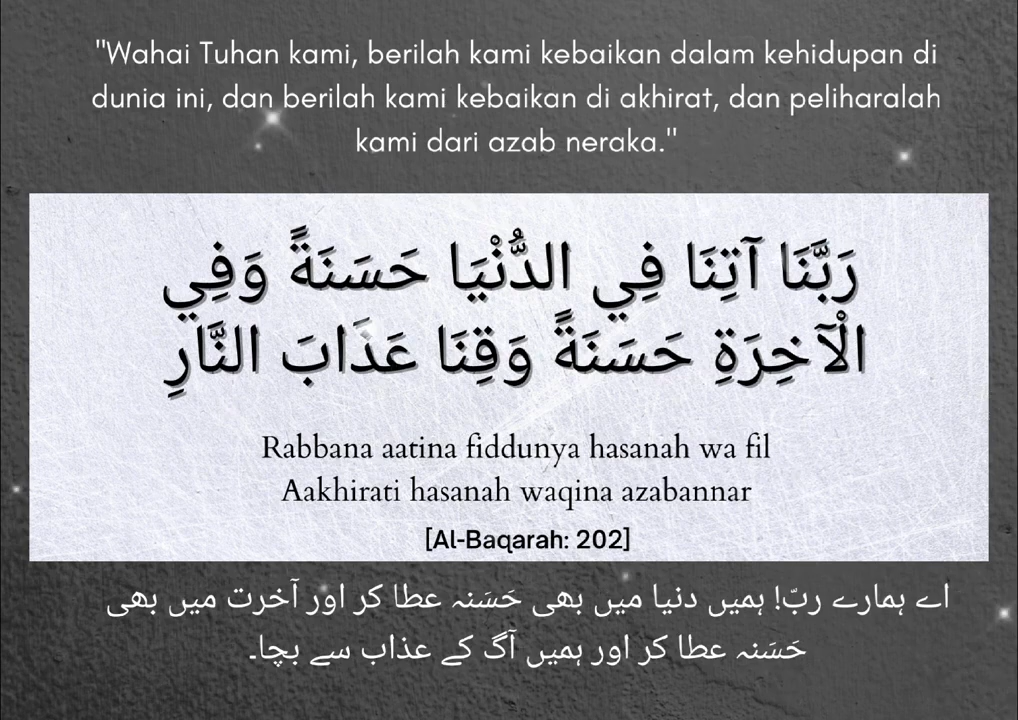 "Wahai Tuhan kami, berilah kami kebaikan dalam kehidupan di
dunia ini, dan berilah kami kebaikan di akhirat, dan peliharalah
kami dari azab neraka."
رَبَّنَا آتِنَا فِي الدُّنْيَا حَسَنَةً وَفِي
الْآخِرَةِ حَسَنَةً وَقِنَا عَذَابَ النَّارِ
Rabbana aatina fiddunya hasanah wa fil
Aakhirati hasanah waqina azabannar
[Al-Baqarah: 202]
اے ہمارے ربّ! ہمیں دنیا میں بھی حَسَنہ عطا کر اور آخرت میں بھی
حَسَنہ عطا کر اور ہمیں آگ کے عذاب سے بچا۔